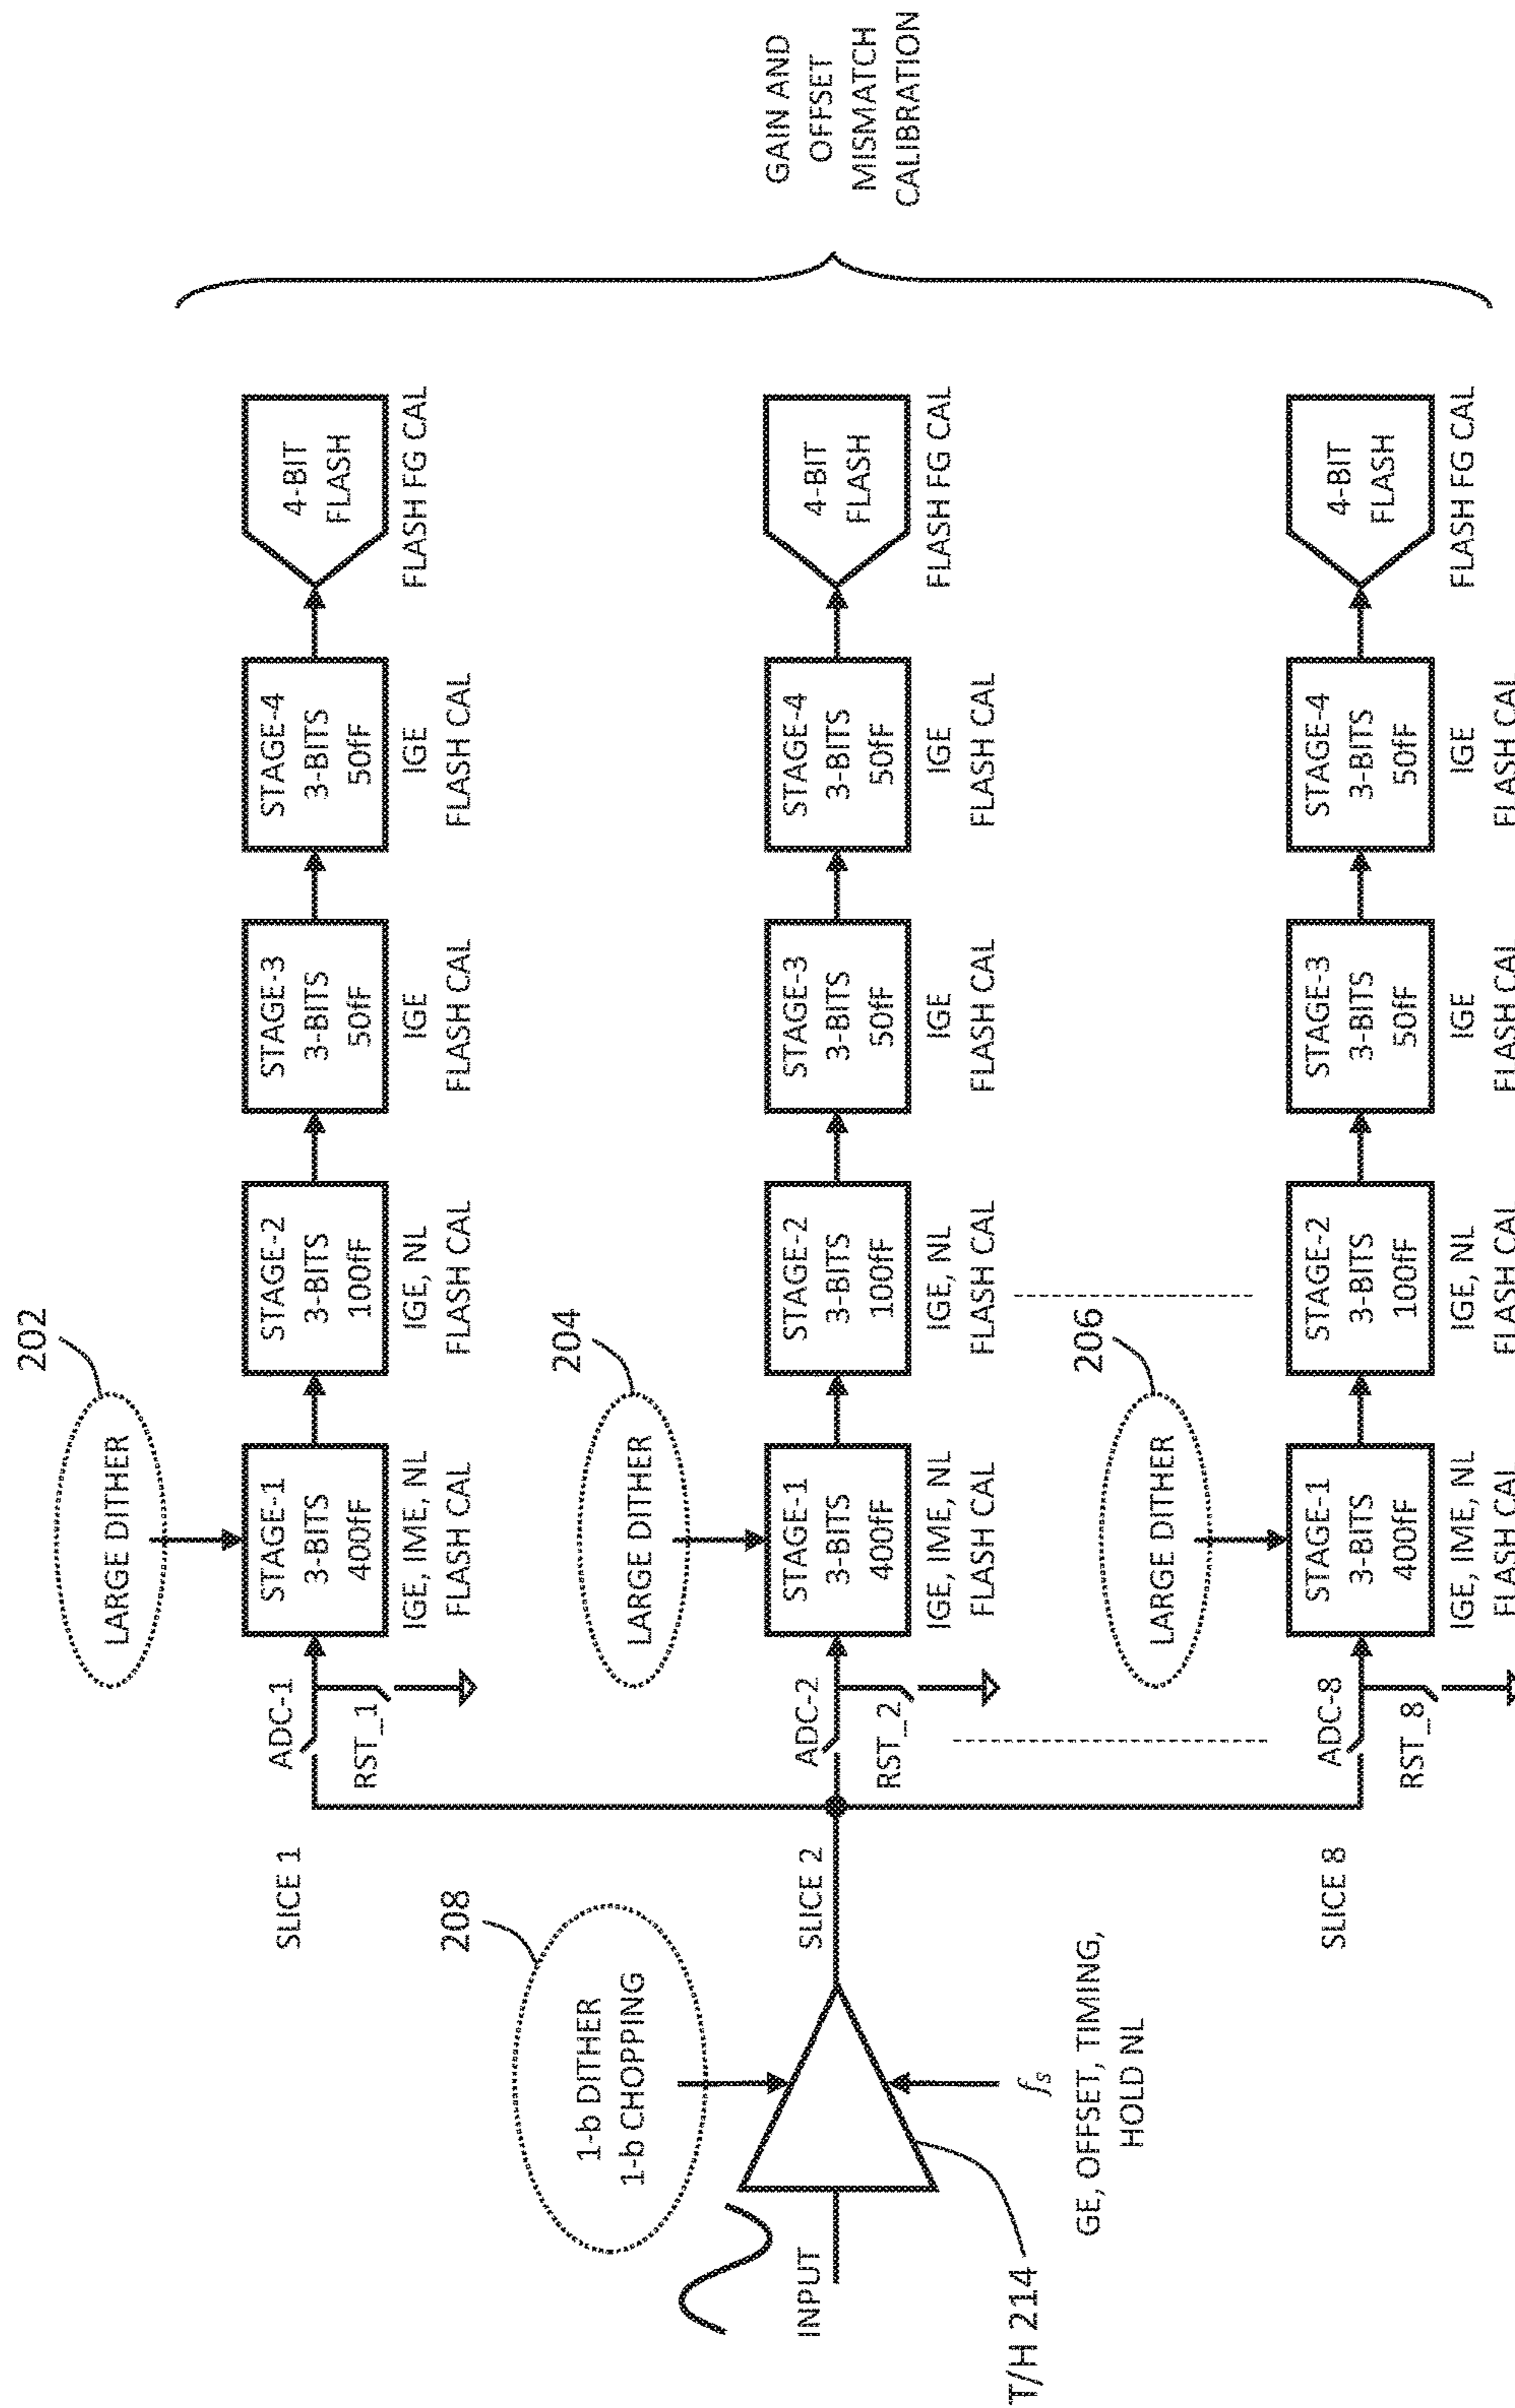 202
LARGE DITHER
SLICE 1
ADC-1
RST_1
STAGE-1
3-BITS
400fF
IGE, IME, NL
FLASH CAL
STAGE-2
3-BITS
100fF
IGE, NL
FLASH CAL
STAGE-3
3-BITS
50fF
IGE
FLASH CAL
STAGE-4
3-BITS
50fF
IGE
FLASH CAL
4-BIT
FLASH
FLASH FG CAL
208
1-b DITHER
1-b CHOPPING
INPUT
T/H 214
fs
GE, OFFSET, TIMING,
HOLD NL
204
LARGE DITHER
SLICE 2
ADC-2
RST_2
STAGE-1
3-BITS
400fF
IGE, IME, NL
FLASH CAL
STAGE-2
3-BITS
100fF
IGE, NL
FLASH CAL
STAGE-3
3-BITS
50fF
IGE
FLASH CAL
STAGE-4
3-BITS
50fF
IGE
FLASH CAL
4-BIT
FLASH
FLASH FG CAL
GAIN AND
OFFSET
MISMATCH
CALIBRATION
206
LARGE DITHER
SLICE 8
ADC-8
RST_8
STAGE-1
3-BITS
400fF
IGE, IME, NL
FLASH CAL
STAGE-2
3-BITS
100fF
IGE, NL
FLASH CAL
STAGE-3
3-BITS
50fF
IGE
FLASH CAL
STAGE-4
3-BITS
50fF
IGE
FLASH CAL
4-BIT
FLASH
FLASH FG CAL